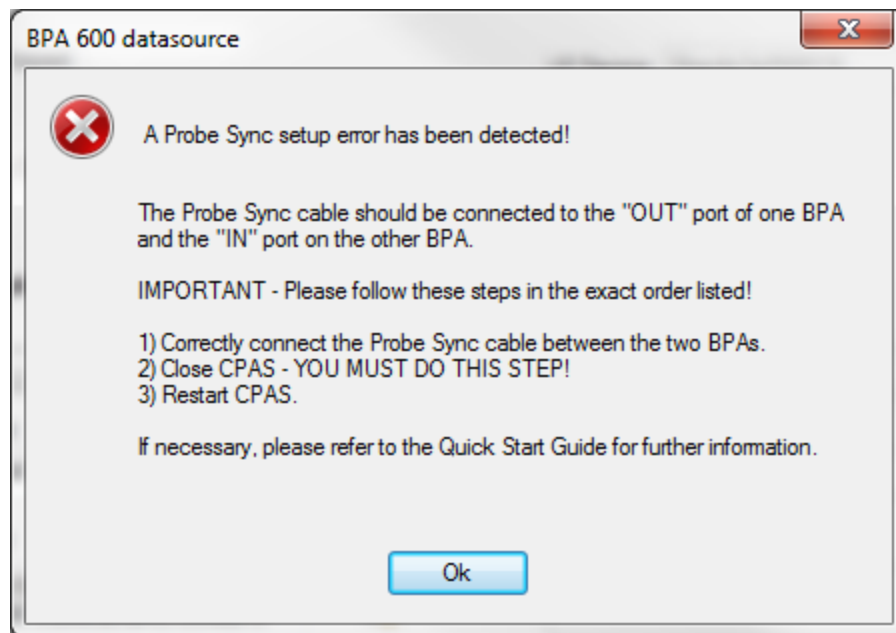 BPA 600 datasource
A Probe Sync setup error has been detected!
The Probe Sync cable should be connected to the "OUT" port of one BPA
and the "IN" port on the other BPA.
IMPORTANT - Please follow these steps in the exact order listed!
1) Correctly connect the Probe Sync cable between the two BPAs.
2) Close CPAS - YOU MUST DO THIS STEP!
3) Restart CPAS.
If necessary, please refer to the Quick Start Guide for further information.
Ok